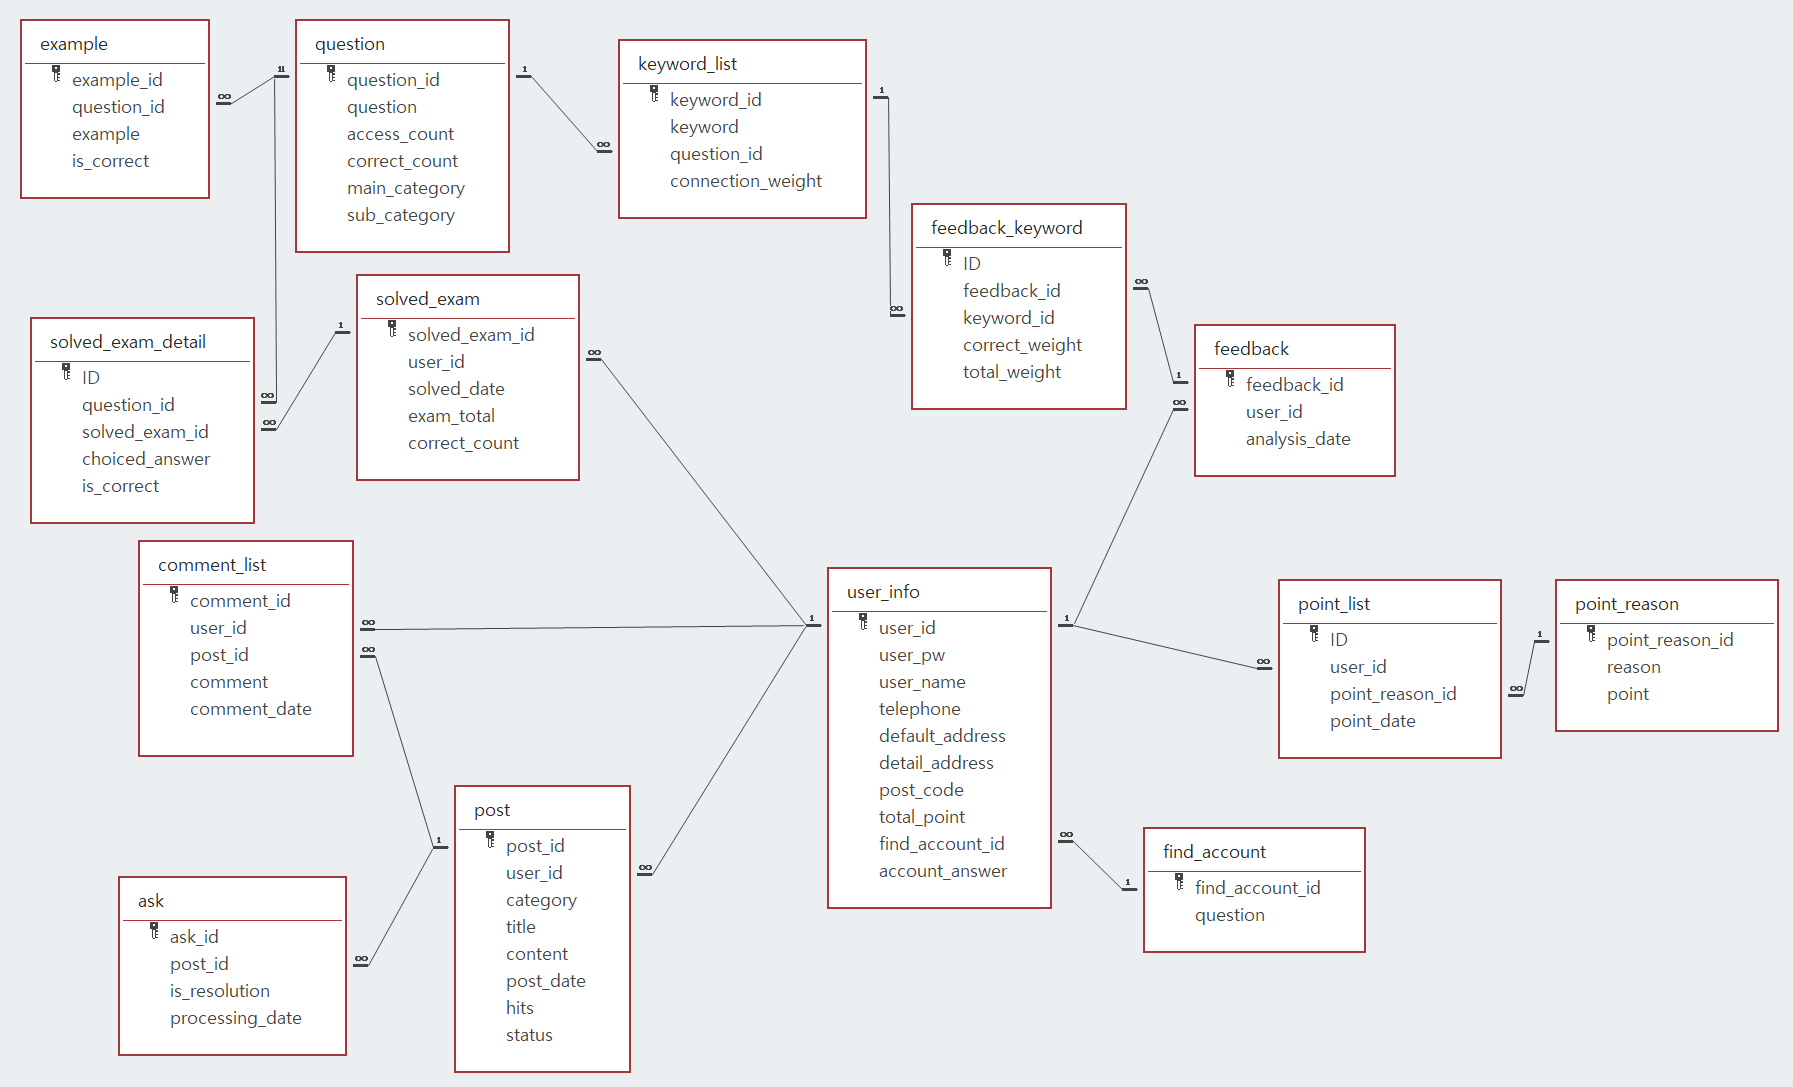 example
example_id
question_id
example
is_correct
question
question_id
question
access_count
correct_count
main_category
sub_category
keyword_list
keyword_id
keyword
question_id
connection_weight
feedback_keyword
ID
feedback_id
keyword_id
correct_weight
total_weight
feedback
feedback_id
user_id
analysis_date
solved_exam_detail
ID
question_id
solved_exam_id
choiced_answer
is_correct
solved_exam
solved_exam_id
user_id
solved_date
exam_total
correct_count
comment_list
comment_id
user_id
post_id
comment
comment_date
user_info
user_id
user_pw
user_name
telephone
default_address
detail_address
post_code
total_point
find_account_id
account_answer
point_list
ID
user_id
point_reason_id
point_date
point_reason
point_reason_id
reason
point
ask
ask_id
post_id
is_resolution
processing_date
post
post_id
user_id
category
title
content
post_date
hits
status
find_account
find_account_id
question
1
1
∞
1
∞
1
∞
∞
1
∞
1
∞
∞
1
∞
∞
∞
1
1
∞
∞
1
1
∞
∞
∞
1